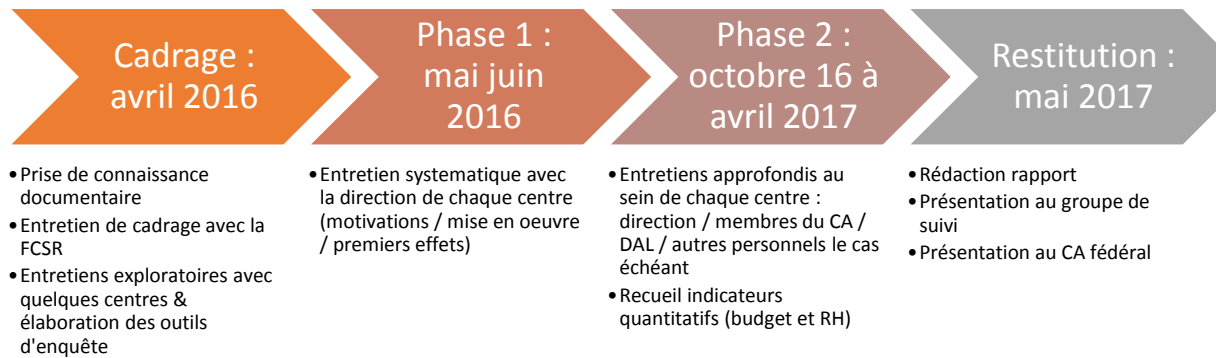 Cadrage :
avril 2016
Phase 1 :
mai juin
2016
Phase 2 :
octobre 16 à
avril 2017
Restitution :
mai 2017
•Prise de connaissance
documentaire
•Entretien de cadrage avec la
FCSR
•Entretiens exploratoires avec
quelques centres &
élaboration des outils
d'enquête
•Entretien systematique avec
la direction de chaque centre
(motivations / mise en oeuvre
/ premiers effets)
•Entretiens approfondis au
sein de chaque centre :
direction / membres du CA /
DAL / autres personnels le cas
échéant
•Recueil indicateurs
quantitatifs (budget et RH)
•Rédaction rapport
•Présentation au groupe de
suivi
•Présentation au CA fédéral